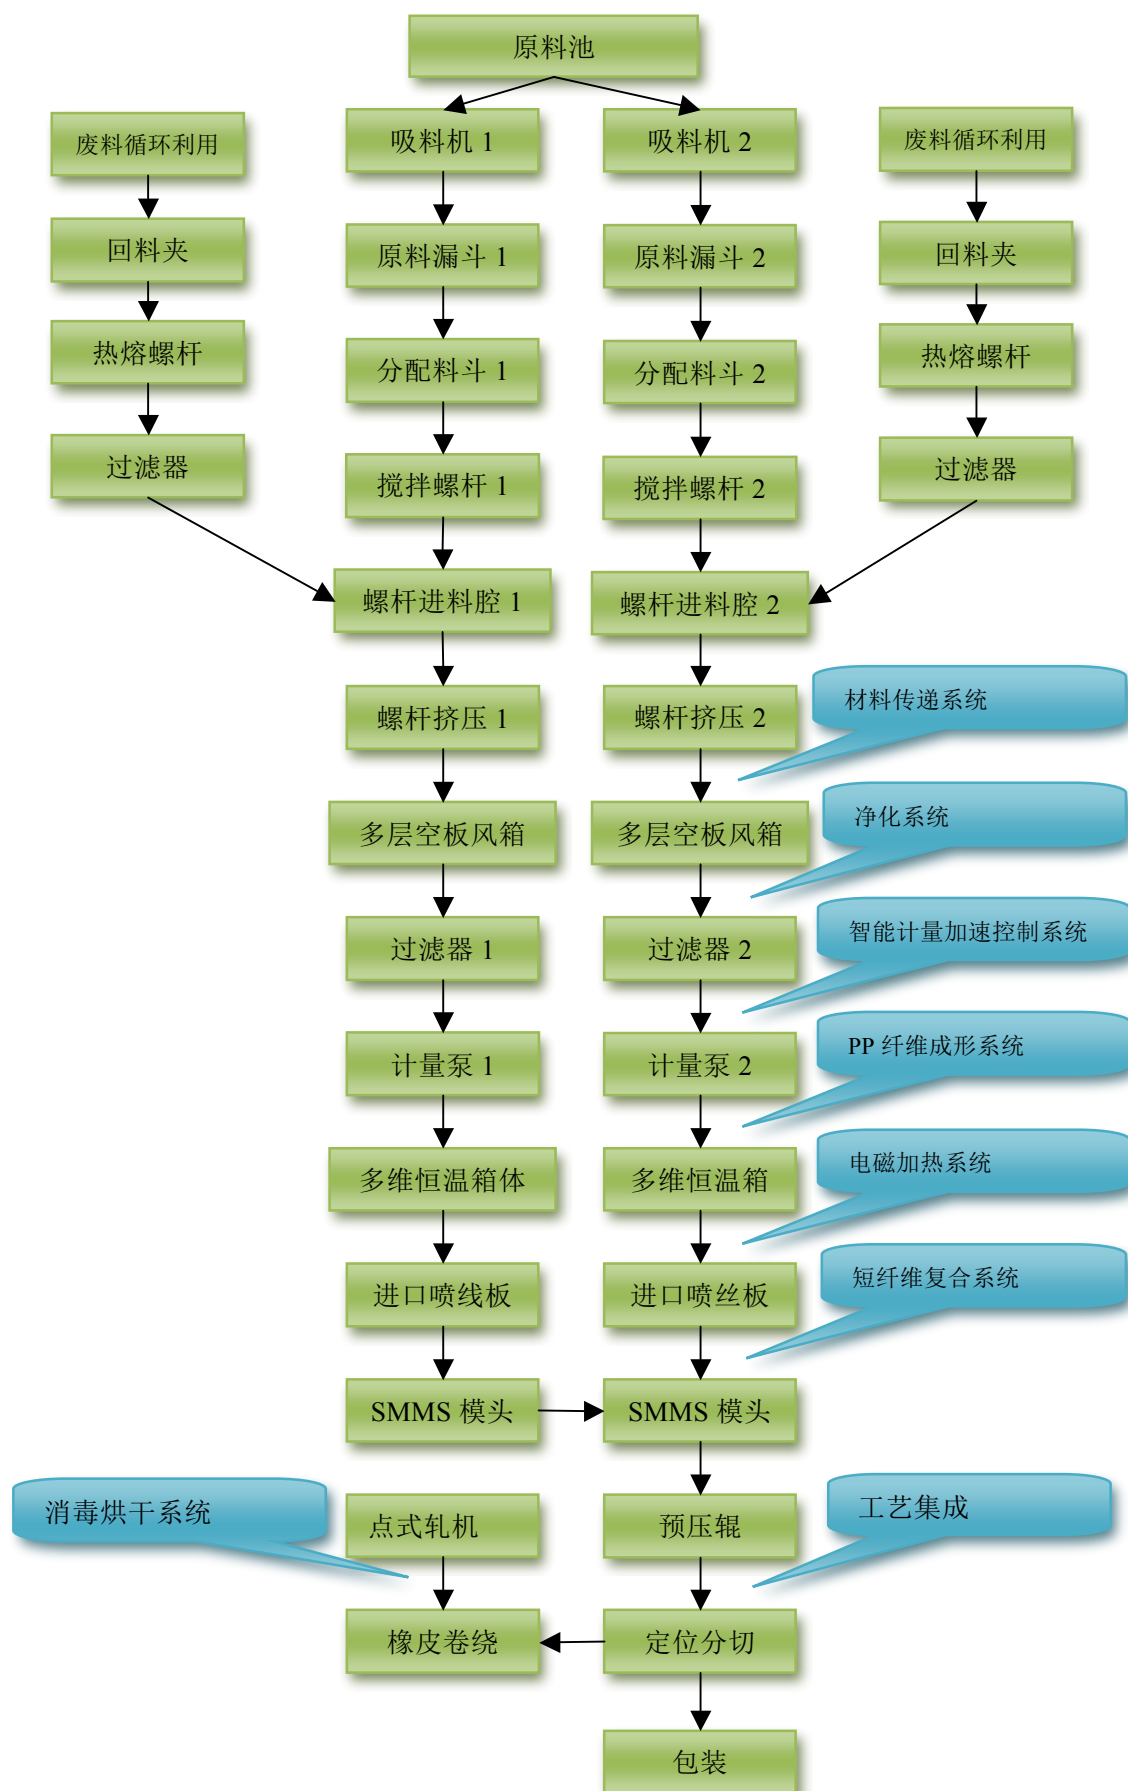 原料池
废料循环利用
吸料机 1
吸料机 2
废料循环利用
回料夹
原料漏斗 1
原料漏斗 2
回料夹
热熔螺杆
分配料斗 1
分配料斗 2
热熔螺杆
过滤器
搅拌螺杆 1
搅拌螺杆 2
过滤器
螺杆进料腔 1
螺杆进料腔 2
螺杆挤压 1
螺杆挤压 2
材料传递系统
多层空板风箱
多层空板风箱
净化系统
过滤器 1
过滤器 2
智能计量加速控制系统
计量泵 1
计量泵 2
PP 纤维成形系统
多维恒温箱体
多维恒温箱
电磁加热系统
进口喷线板
进口喷丝板
短纤维复合系统
SMMS 模头
SMMS 模头
消毒烘干系统
点式轧机
预压辊
工艺集成
橡皮卷绕
定位分切
包装